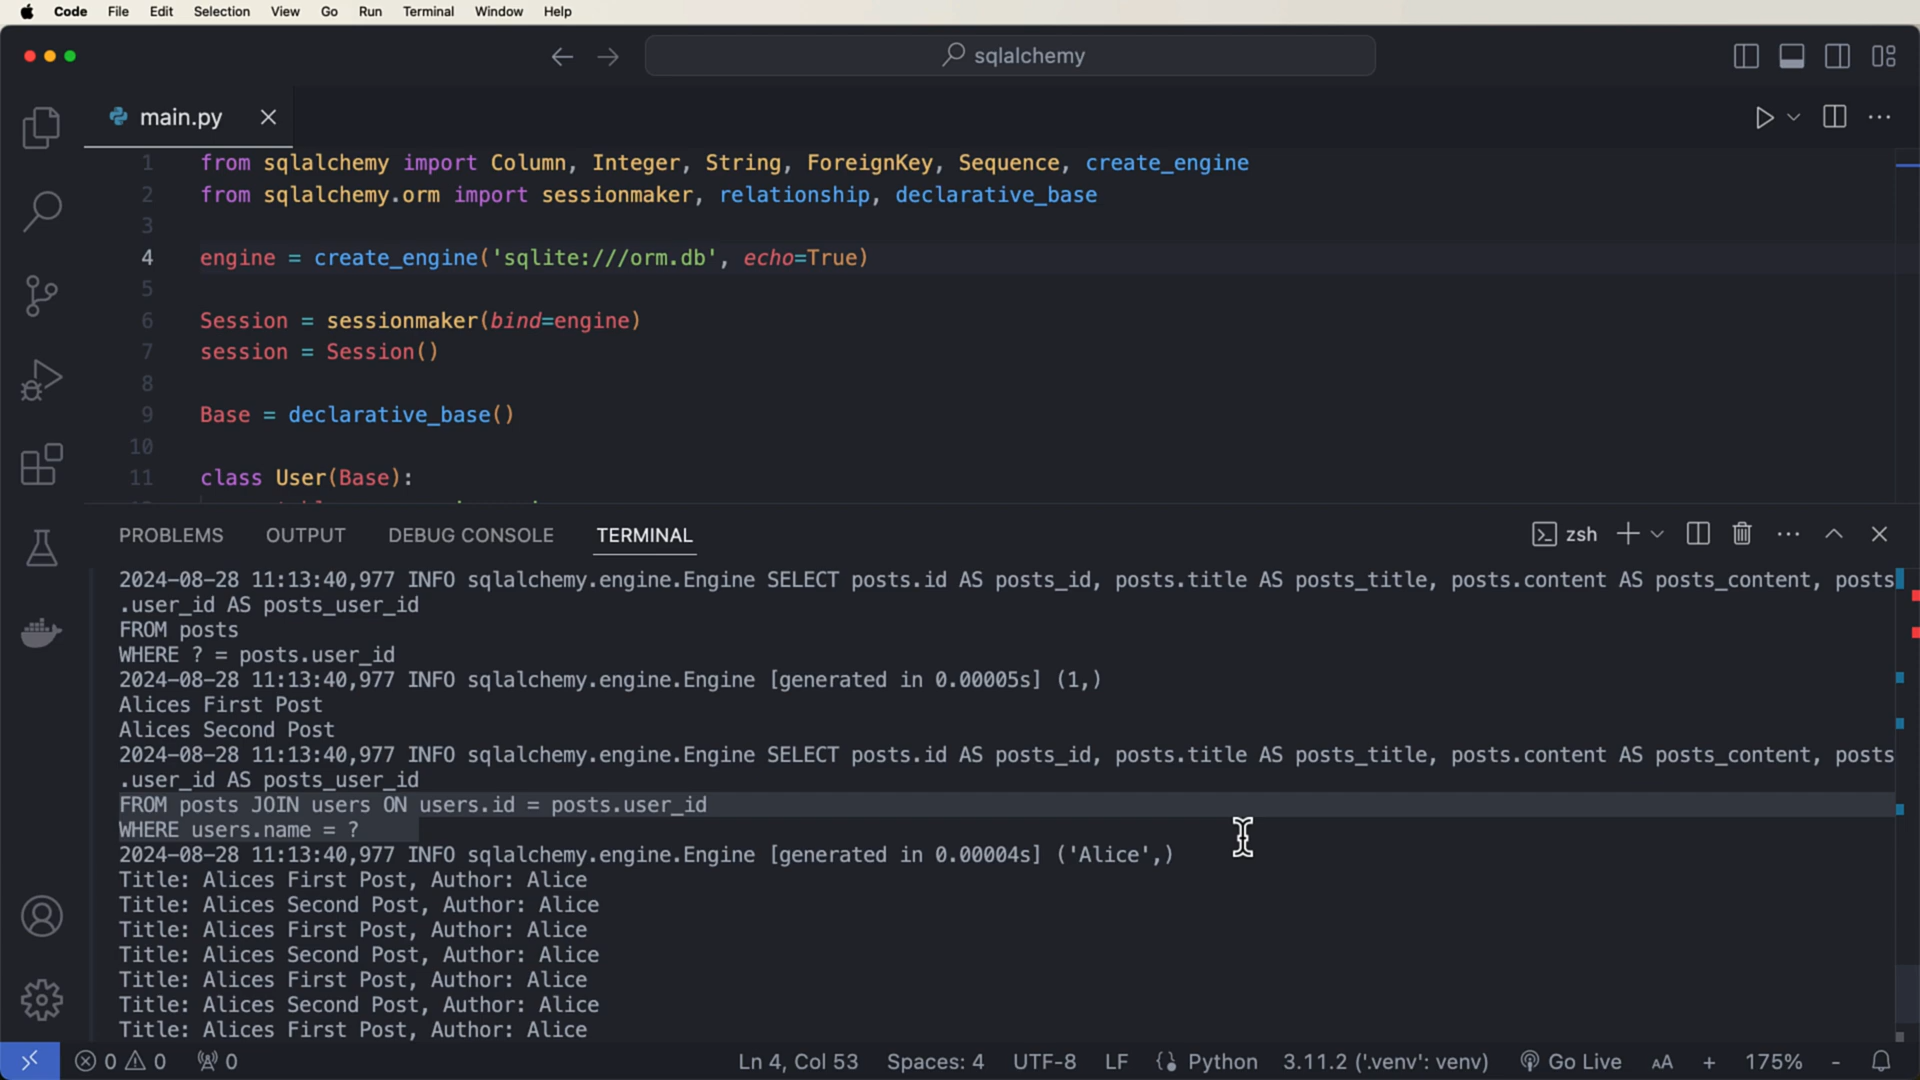 Code File Edit Selection View Go Run Terminal Window Help
sqlalchemy
main.py
1 from sqlalchemy import Column, Integer, String, ForeignKey, Sequence, create_engine
2 from sqlalchemy.orm import sessionmaker, relationship, declarative_base
3
4 engine = create_engine('sqlite:///orm.db', echo=True)
5
6 Session = sessionmaker(bind=engine)
7 session = Session()
8
9 Base = declarative_base()
10
11 class User(Base):
PROBLEMS OUTPUT DEBUG CONSOLE TERMINAL zsh
2024-08-28 11:13:40,977 INFO sqlalchemy.engine.Engine SELECT posts.id AS posts_id, posts.title AS posts_title, posts.content AS posts_content, posts
.user_id AS posts_user_id
FROM posts
WHERE ? = posts.user_id
2024-08-28 11:13:40,977 INFO sqlalchemy.engine.Engine [generated in 0.00005s] (1,)
Alices First Post
Alices Second Post
2024-08-28 11:13:40,977 INFO sqlalchemy.engine.Engine SELECT posts.id AS posts_id, posts.title AS posts_title, posts.content AS posts_content, posts
.user_id AS posts_user_id
FROM posts JOIN users ON users.id = posts.user_id
WHERE users.name = ?
2024-08-28 11:13:40,977 INFO sqlalchemy.engine.Engine [generated in 0.00004s] ('Alice',)
Title: Alices First Post, Author: Alice
Title: Alices Second Post, Author: Alice
Title: Alices First Post, Author: Alice
Title: Alices Second Post, Author: Alice
Title: Alices First Post, Author: Alice
Title: Alices Second Post, Author: Alice
Title: Alices First Post, Author: Alice
0 0 0 Ln 4, Col 53 Spaces: 4 UTF-8 LF Python 3.11.2 ('.venv': venv) Go Live AA + 175% -